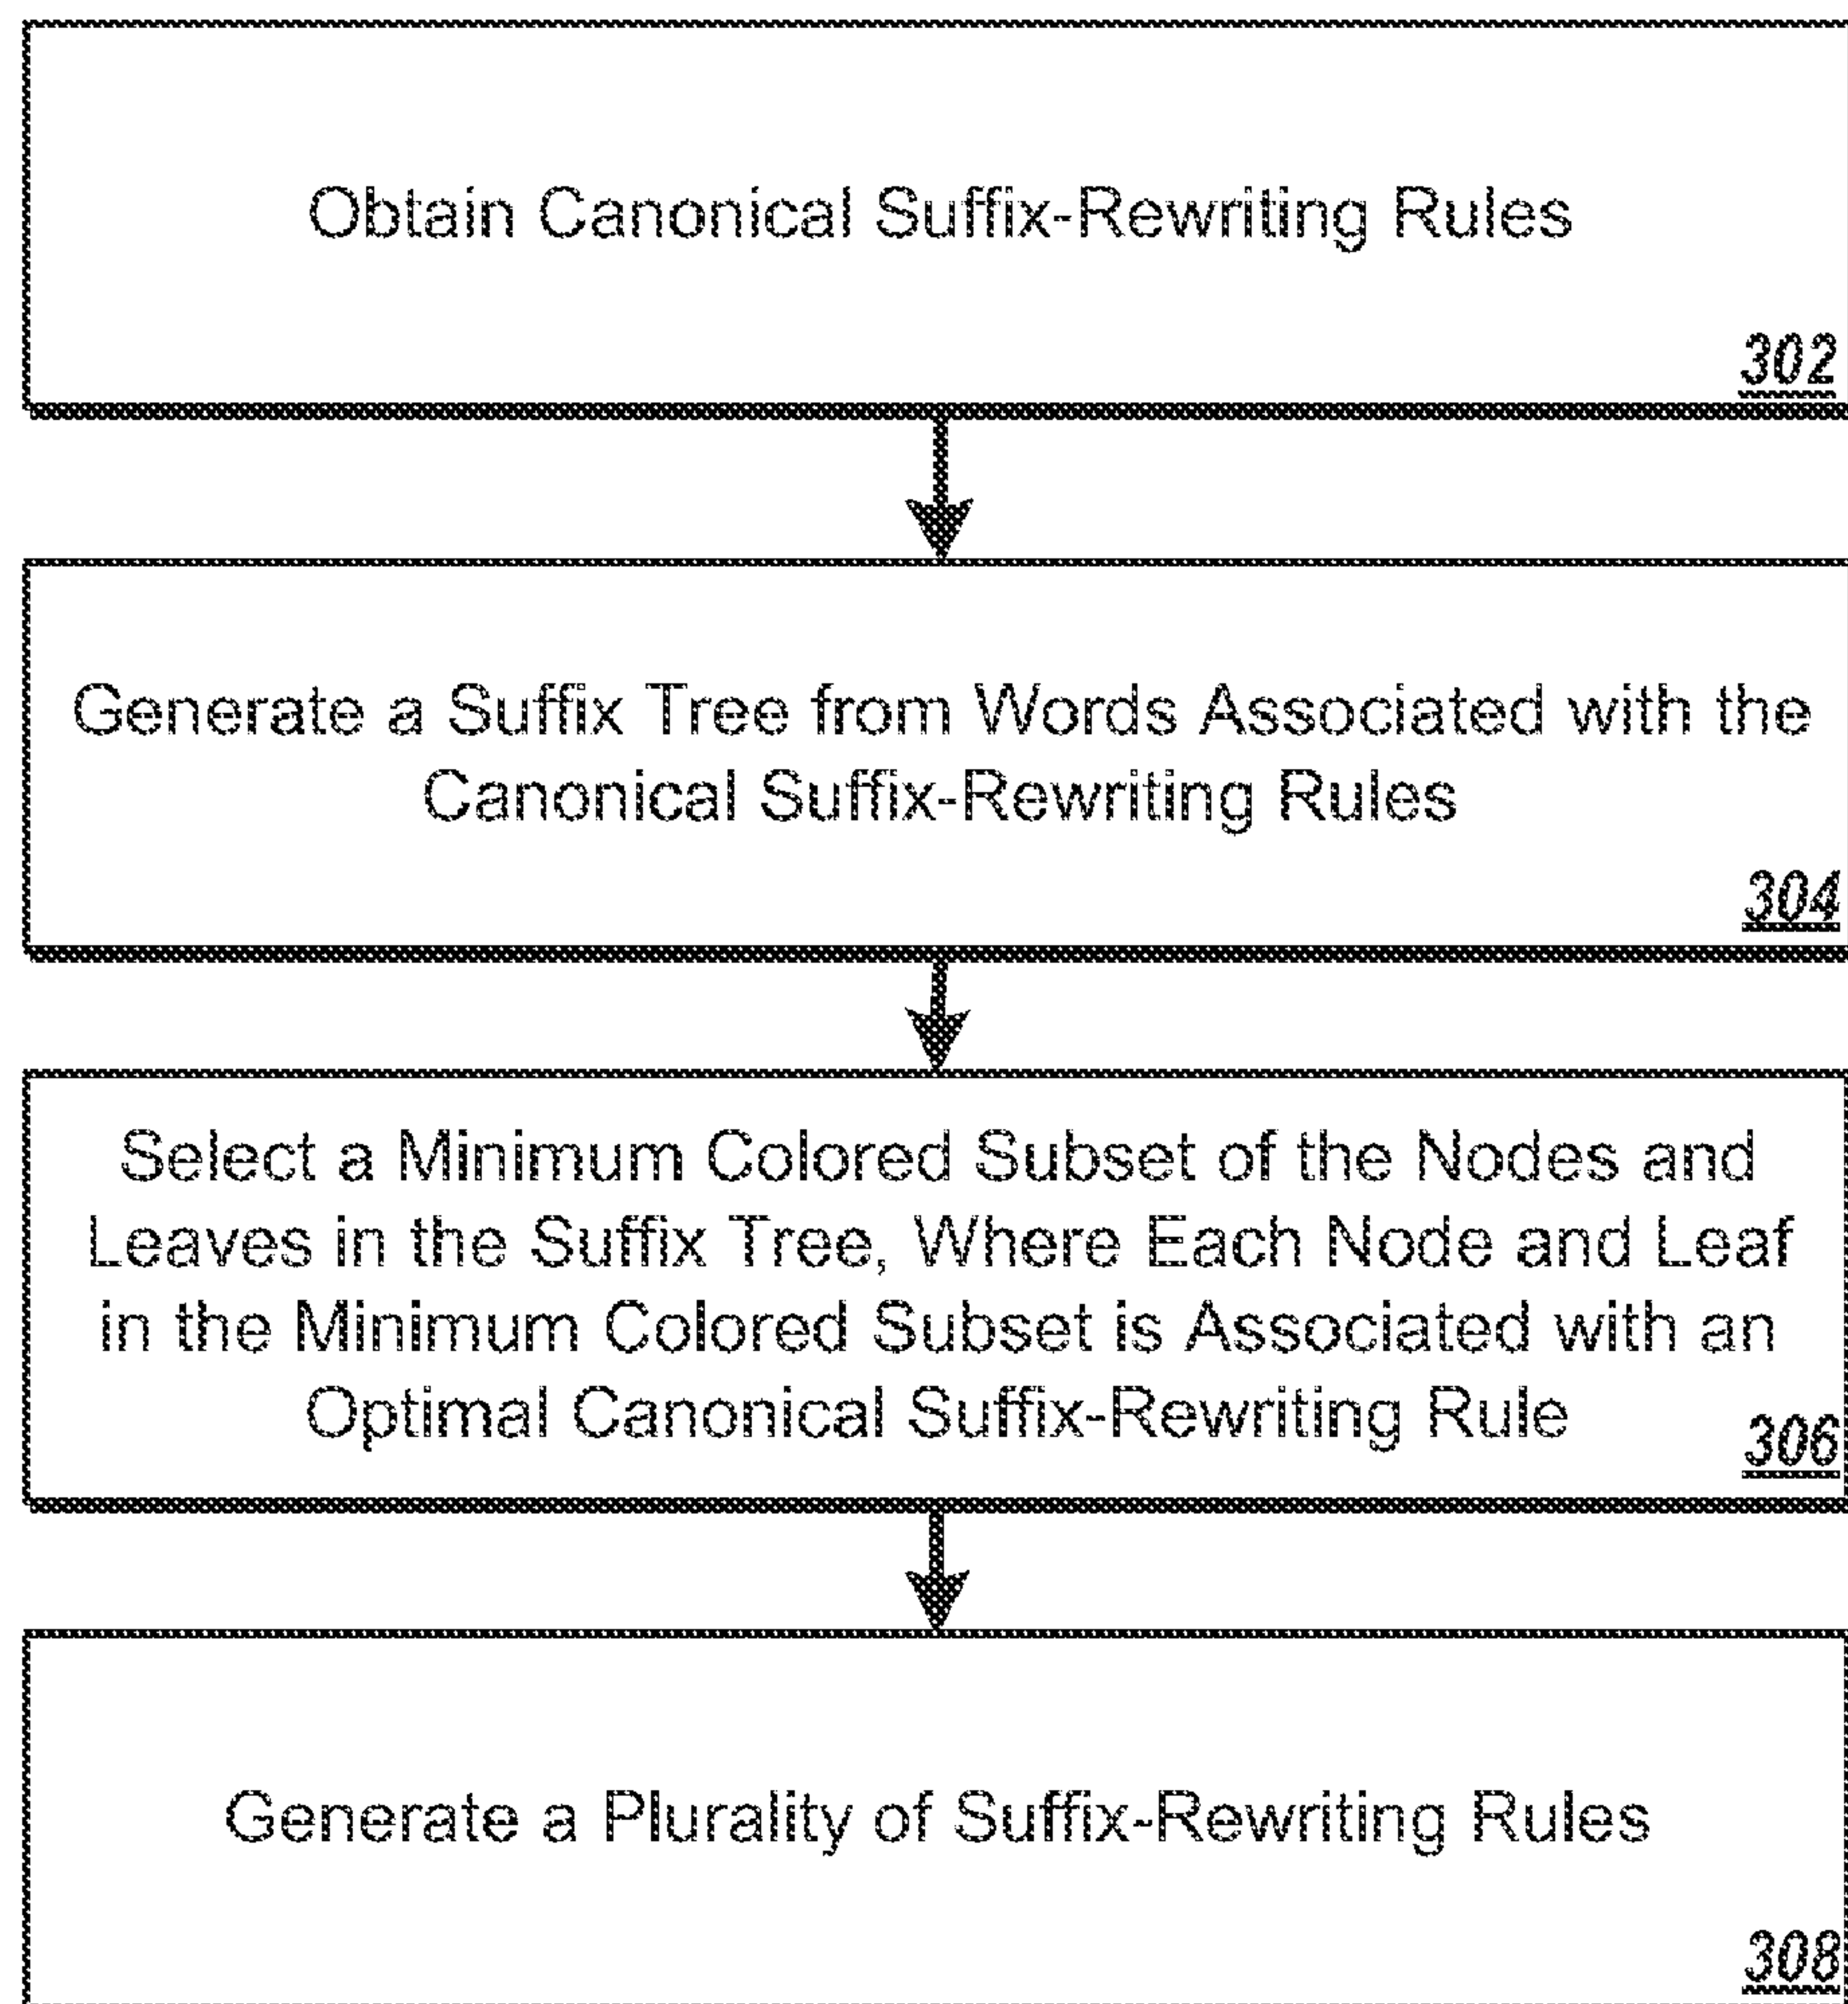 Obtain Canonical Suffix-Rewriting Rules
302
Generate a Suffix Tree from Words Associated with the
Canonical Suffix-Rewriting Rules
304
Select a Minimum Colored Subset of the Nodes and
Leaves in the Suffix Tree, Where Each Node and Leaf
in the Minimum Colored Subset is Associated with an
Optimal Canonical Suffix-Rewriting Rule
306
Generate a Plurality of Suffix-Rewriting Rules
308